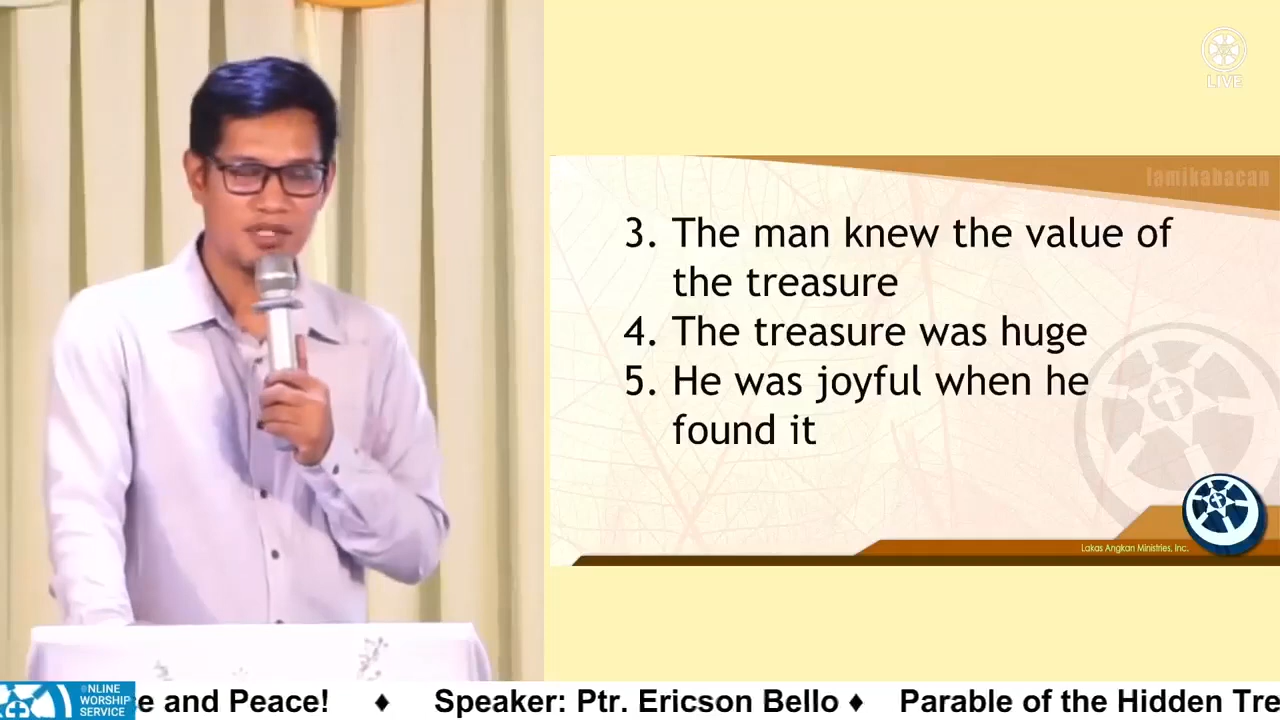 LIVE
lamikabacan
3. The man knew the value of
the treasure
4. The treasure was huge
5. He was joyful when he
found it
Lakas Angkan Ministries, Inc.
ONLINE
WORSHIP
SERVICE
e and Peace! ♦ Speaker: Ptr. Ericson Bello ♦ Parable of the Hidden Tre